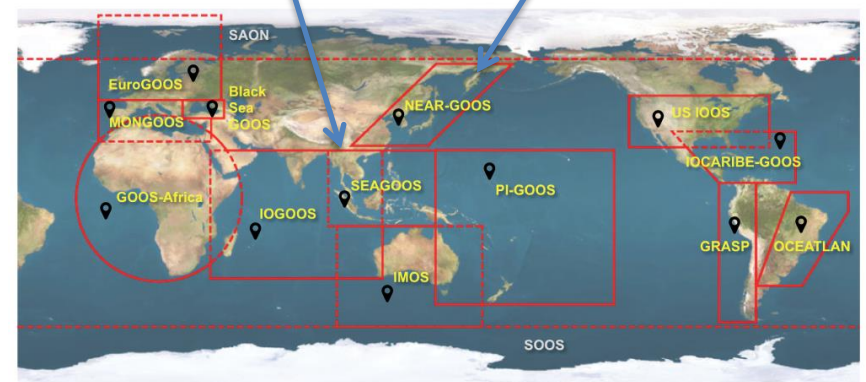 SAON
EuroGOOS
Black
Sea
GOOS
MONGOOS
NEAR-GOOS
US IOOS
IOCARIBE-GOOS
GOOS-Africa
IOGOOS
SEAGOOS
PI-GOOS
GRASP
OCEATLAN
IMOS
SOOS